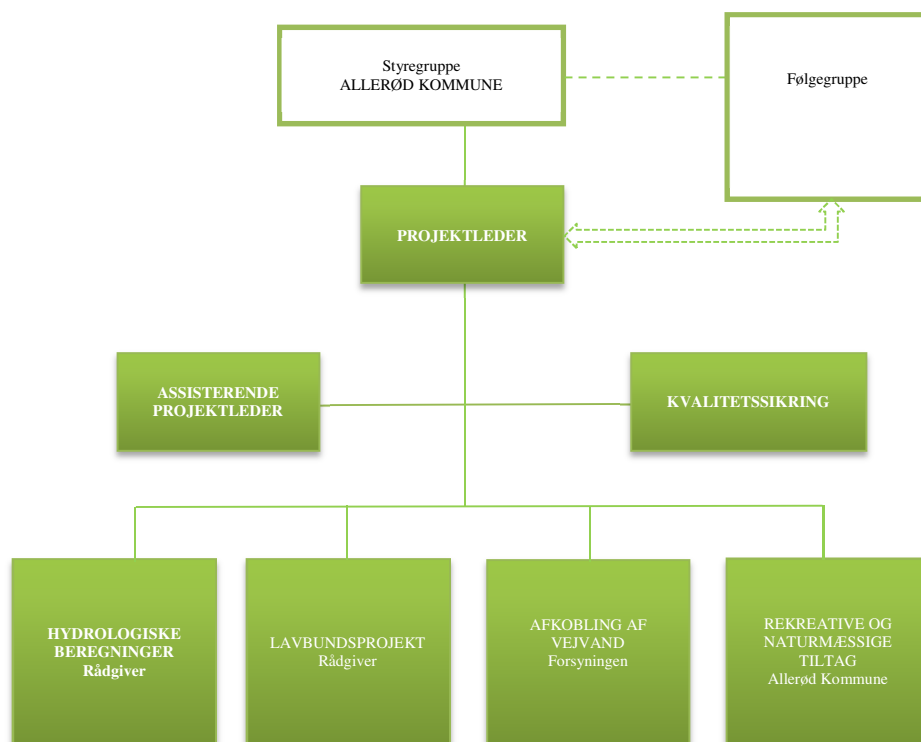 Styregruppe
ALLERØD KOMMUNE
Følgegruppe
PROJEKTLEDER
ASSISTERENDE
PROJEKTLEDER
KVALITETSSIKRING
HYDROLOGISKE
BEREGNINGER
Rådgiver
LAVBUNDSPROJEKT
Rådgiver
AFKOBLING AF
VEJVAND
Forsyningen
REKREATIVE OG
NATURMÆSSIGE
TILTAG
Allerød Kommune